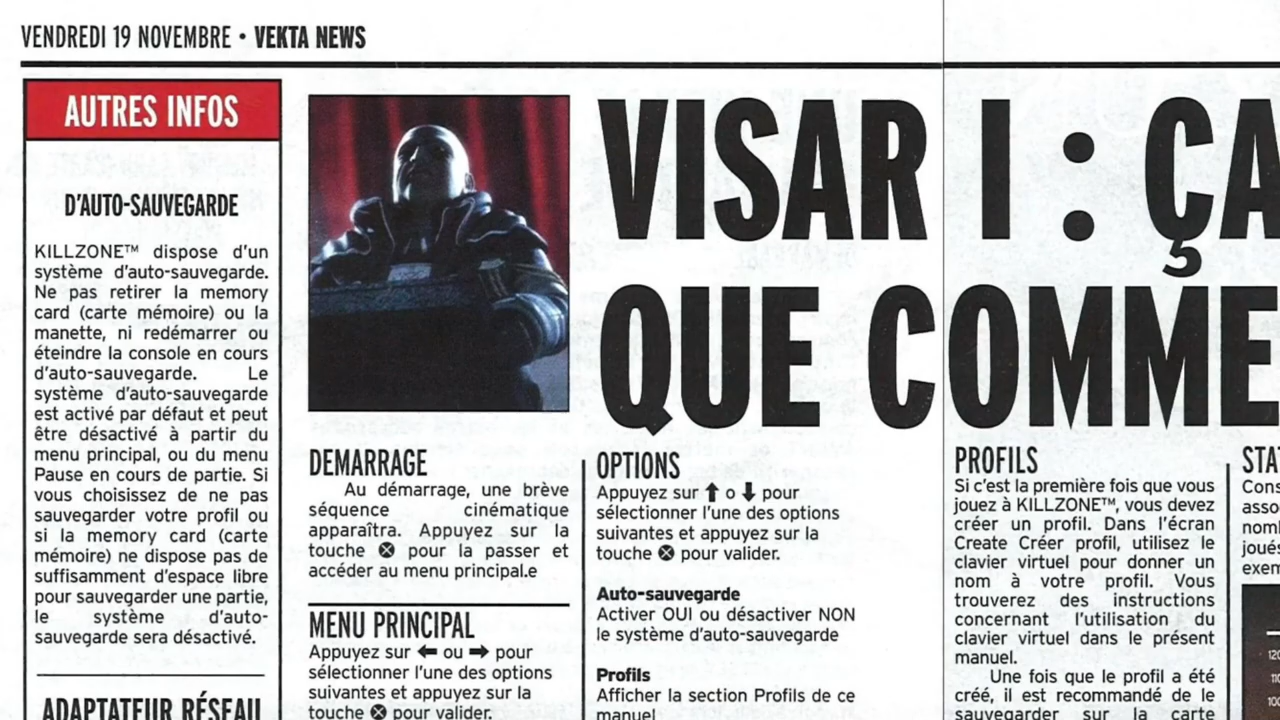 VENDREDI 19 NOVEMBRE • VEKTA NEWS
AUTRES INFOS
D'AUTO-SAUVEGARDE
KILLZONE™ dispose d'un
système d'auto-sauvegarde.
Ne pas retirer la memory
card (carte mémoire) ou la
manette, ni redémarrer ou
éteindre la console en cours
d'auto-sauvegarde. Le
système d'auto-sauvegarde
est activé par défaut et peut
être désactivé à partir du
menu principal, ou du menu
Pause en cours de partie. Si
vous choisissez de ne pas
sauvegarder votre profil ou
si la memory card (carte
mémoire) ne dispose pas de
suffisamment d'espace libre
pour sauvegarder une partie,
le système d'auto-
sauvegarde sera désactivé.
ADAPTATEUR RÉSEAU
VISAR I : ÇA
QUE COMME
DEMARRAGE
Au démarrage, une brève
séquence cinématique
apparaîtra. Appuyez sur la
touche ⊗ pour la passer et
accéder au menu principal.e
MENU PRINCIPAL
Appuyez sur ← ou → pour
sélectionner l'une des options
suivantes et appuyez sur la
touche ⊗ pour valider.
OPTIONS
Appuyez sur ↑ o ↓ pour
sélectionner l'une des options
suivantes et appuyez sur la
touche ⊗ pour valider.
Auto-sauvegarde
Activer OUI ou désactiver NON
le système d'auto-sauvegarde
Profils
Afficher la section Profils de ce
manuel
PROFILS
Si c'est la première fois que vous
jouez à KILLZONE™, vous devez
créer un profil. Dans l'écran
Create Créer profil, utilisez le
clavier virtuel pour donner un
nom à votre profil. Vous
trouverez des instructions
concernant l'utilisation du
clavier virtuel dans le présent
manuel.
Une fois que le profil a été
créé, il est recommandé de le
sauvegarder sur la carte
STAT
Cons
asso
nom
joués
exem